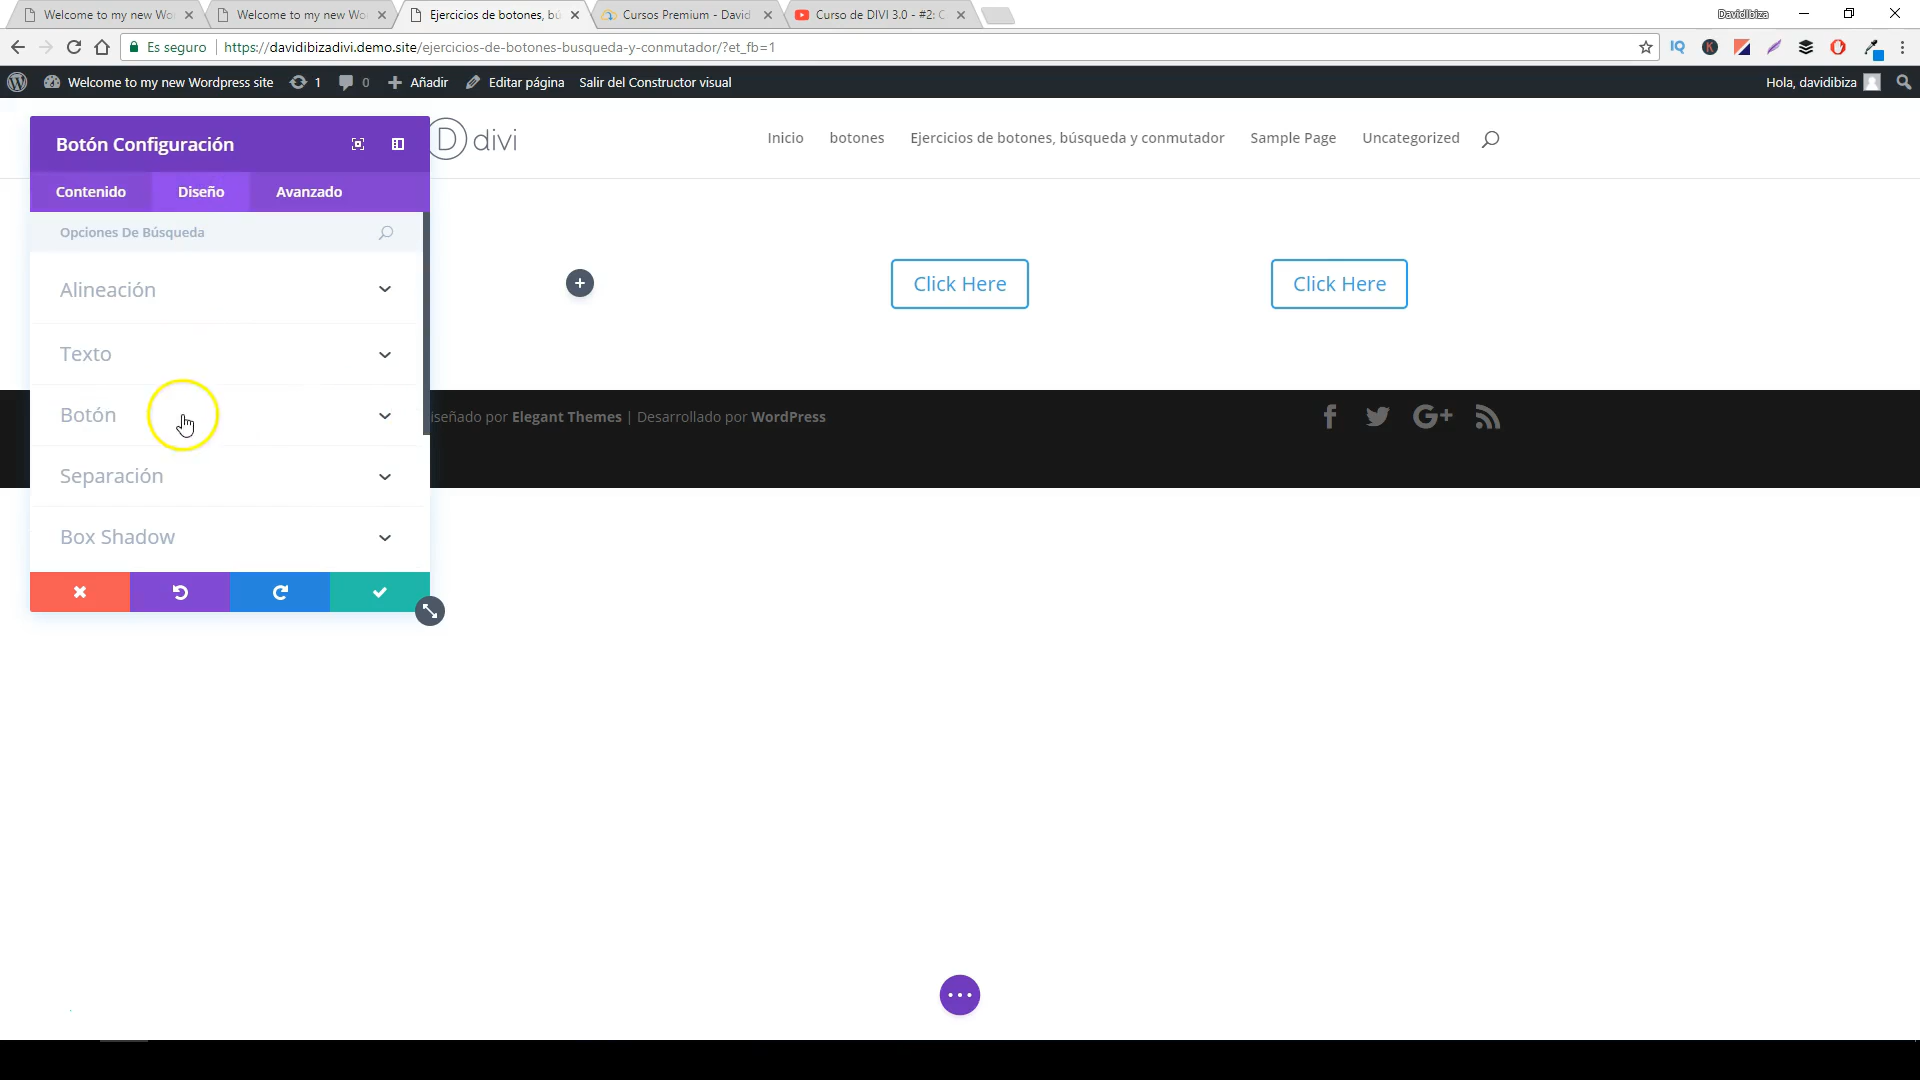 Welcome to my new Wo
Welcome to my new Wo
Ejercicios de botones, bú
Cursos Premium - David
Curso de DIVI 3.0 - #2: C
DavidIbiza
Es seguro
https://davidibizadivi.demo.site/ejercicios-de-botones-busqueda-y-conmutador/?et_fb=1
Welcome to my new Wordpress site
1
0
Añadir
Editar página
Salir del Constructor visual
Hola, davidibiza
Botón Configuración
divi
Inicio
botones
Ejercicios de botones, búsqueda y conmutador
Sample Page
Uncategorized
Contenido
Diseño
Avanzado
Opciones De Búsqueda
Alineación
Click Here
Click Here
Texto
Botón
iseñado por Elegant Themes | Desarrollado por WordPress
Separación
Box Shadow